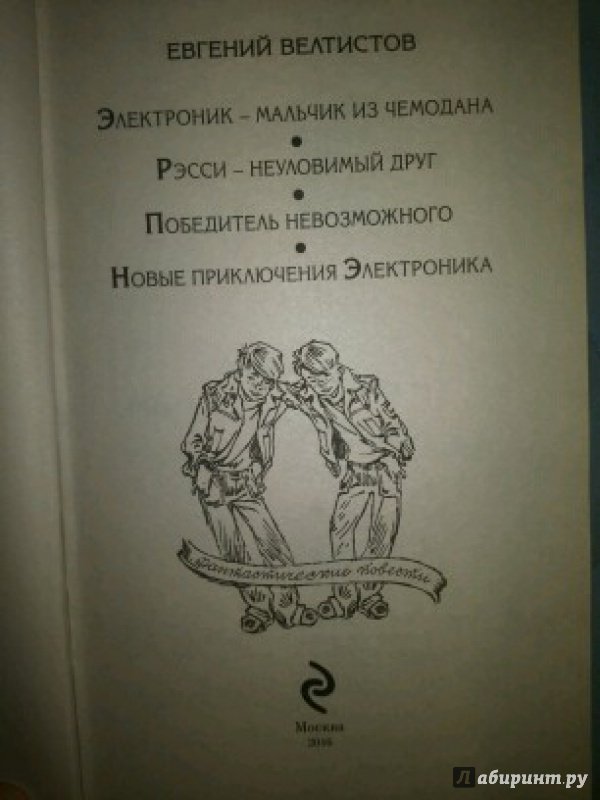 ЕВГЕНИЙ ВЕЛТИСТОВ
ЭЛЕКТРОНИК – МАЛЬЧИК ИЗ ЧЕМОДАНА
РЭССИ – НЕУЛОВИМЫЙ ДРУГ
ПОБЕДИТЕЛЬ НЕВОЗМОЖНОГО
НОВЫЕ ПРИКЛЮЧЕНИЯ ЭЛЕКТРОНИКА
фантастические повести
Москва
2016
Лабиринт.ру